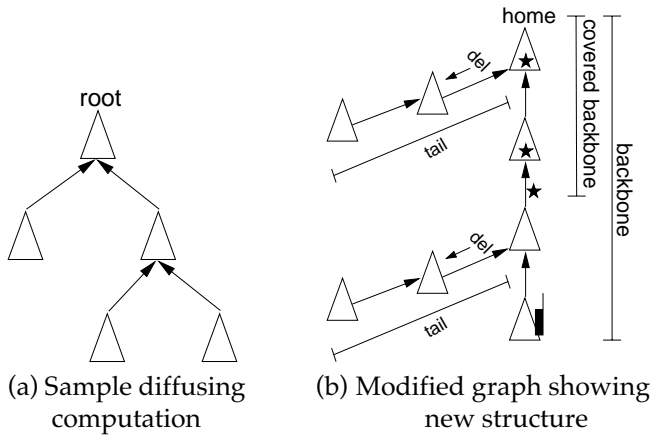 root
home
del
tail
covered backbone
backbone
del
tail
(a) Sample diffusing
computation
(b) Modified graph showing
new structure